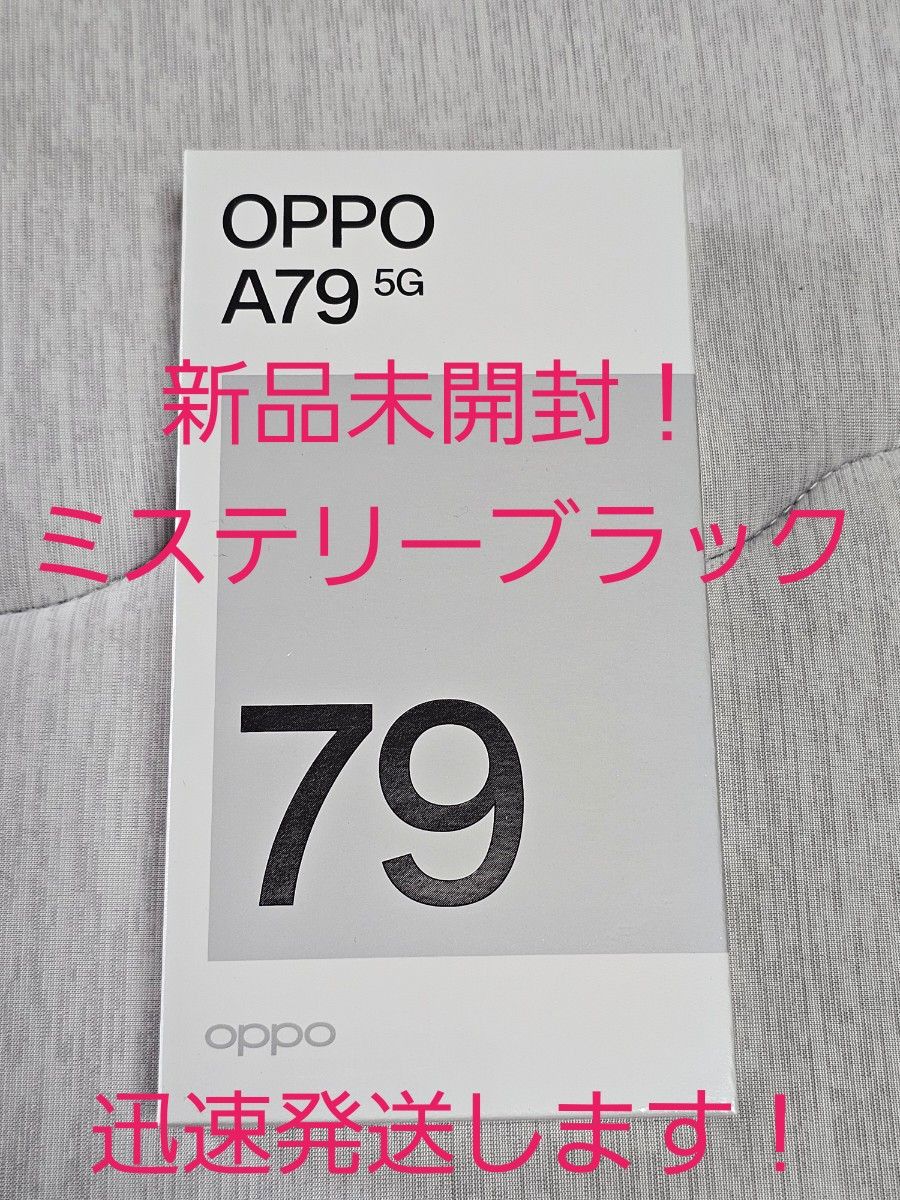 OPPO
A79 5G
新品未開封！
ミステリーブラック
79
oppo
迅速発送します！